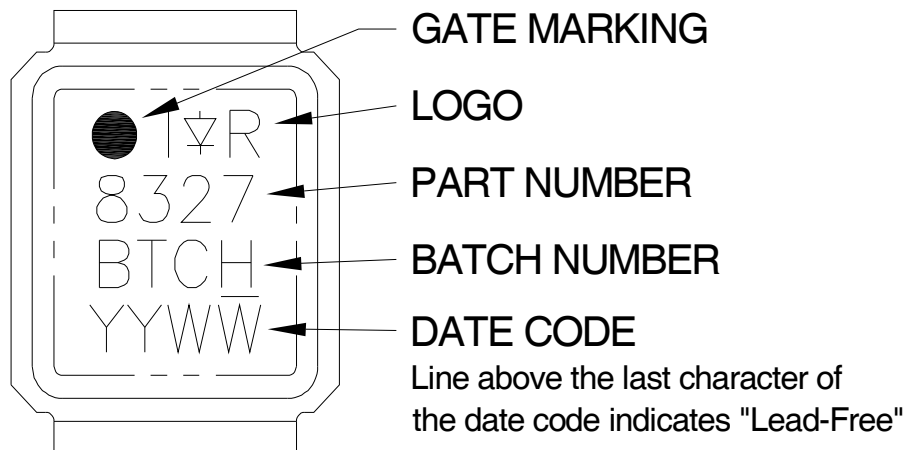 GATE MARKING
I R
LOGO
8327
PART NUMBER
BTCH
BATCH NUMBER
YYWW
DATE CODE
Line above the last character of
the date code indicates "Lead-Free"